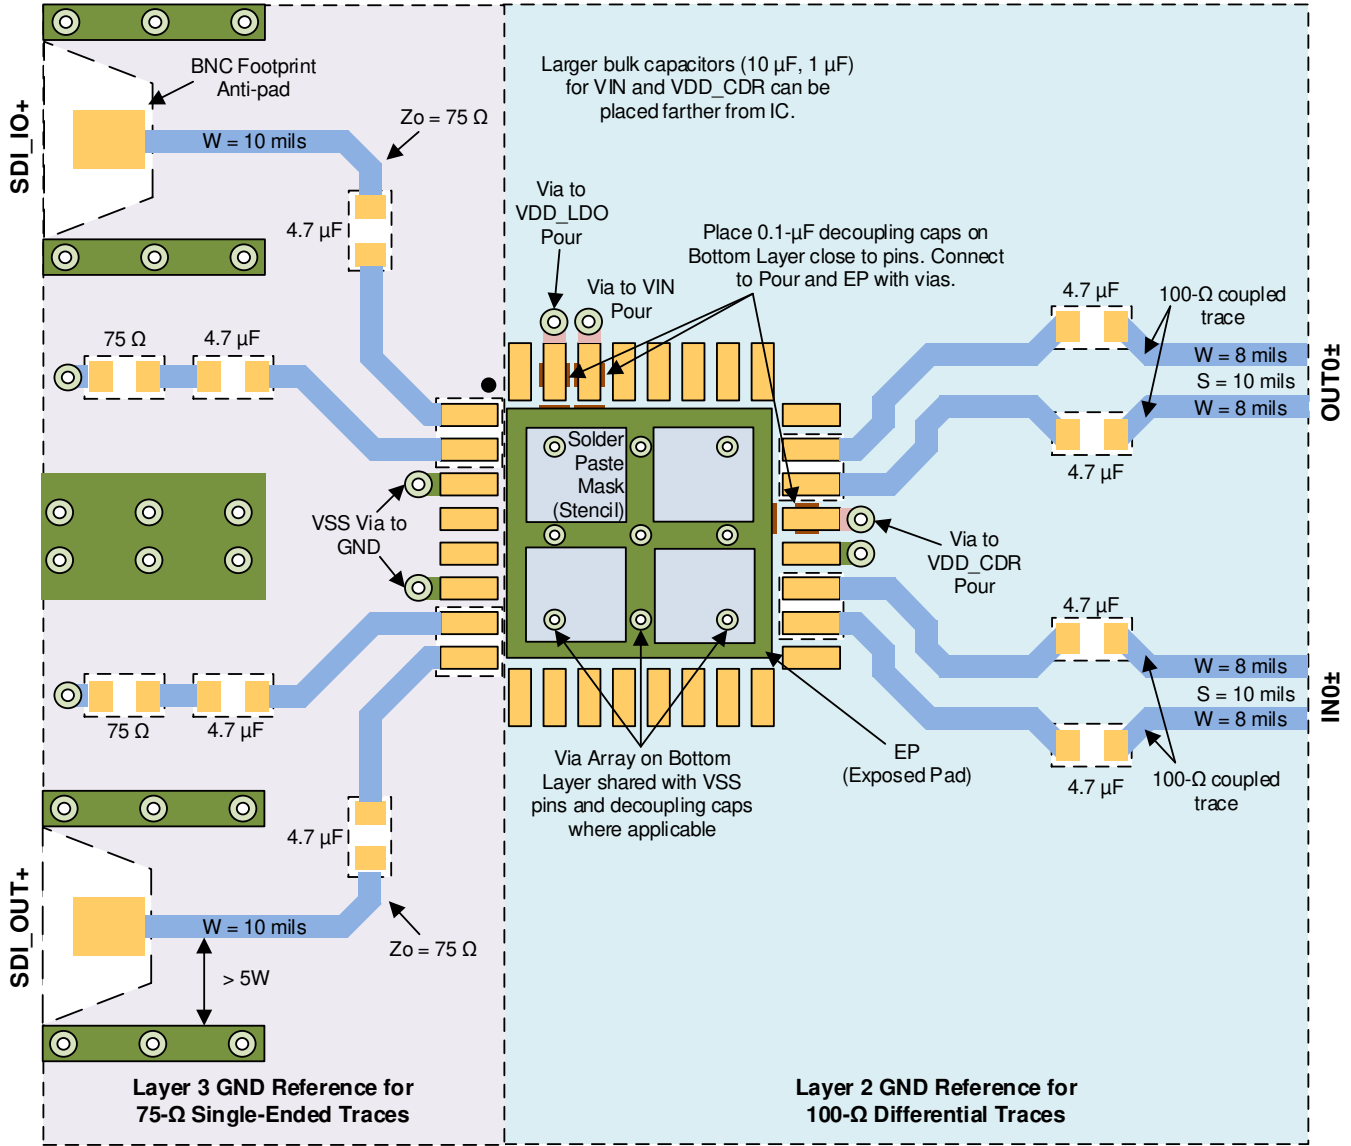 BNC Footprint
Anti-pad
SDI_IO+
W = 10 mils
Zo = 75 Ω
4.7 µF
Larger bulk capacitors (10 µF, 1 µF)
for VIN and VDD_CDR can be
placed farther from IC.
Via to
VDD_LDO
Pour
Via to VIN
Pour
Place 0.1-µF decoupling caps on
Bottom Layer close to pins. Connect
to Pour and EP with vias.
4.7 µF
100-Ω coupled
trace
W = 8 mils
S = 10 mils
W = 8 mils
OUT0±
4.7 µF
75 Ω
4.7 µF
Solder
Paste
Mask
(Stencil)
VSS Via to
GND
Via to
VDD_CDR
Pour
4.7 µF
W = 8 mils
S = 10 mils
W = 8 mils
IN0±
4.7 µF
100-Ω coupled
trace
75 Ω
4.7 µF
EP
(Exposed Pad)
Via Array on Bottom
Layer shared with VSS
pins and decoupling caps
where applicable
4.7 µF
SDI_OUT+
W = 10 mils
Zo = 75 Ω
> 5W
Layer 3 GND Reference for
75-Ω Single-Ended Traces
Layer 2 GND Reference for
100-Ω Differential Traces